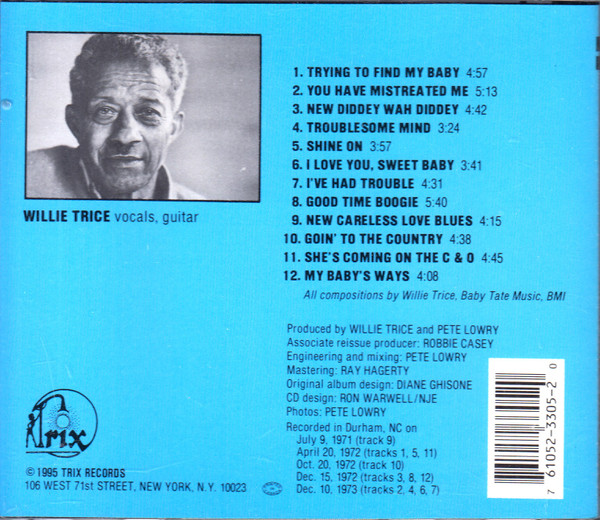 WILLIE TRICE vocals, guitar
1. TRYING TO FIND MY BABY 4:57
2. YOU HAVE MISTREATED ME 5:13
3. NEW DIDDEY WAH DIDDEY 4:42
4. TROUBLESOME MIND 3:24
5. SHINE ON 3:57
6. I LOVE YOU, SWEET BABY 3:41
7. I'VE HAD TROUBLE 4:31
8. GOOD TIME BOOGIE 5:40
9. NEW CARELESS LOVE BLUES 4:15
10. GOIN' TO THE COUNTRY 4:38
11. SHE'S COMING ON THE C & O 4:45
12. MY BABY'S WAYS 4:08
All compositions by Willie Trice, Baby Tate Music, BMI
Produced by WILLIE TRICE and PETE LOWRY
Associate reissue producer: ROBBIE CASEY
Engineering and mixing: PETE LOWRY
Mastering: RAY HAGERTY
Original album design: DIANE GHISONE
CD design: RON WARWELL/NJE
Photos: PETE LOWRY
Recorded in Durham, NC on
July 9, 1971 (track 9)
April 20, 1972 (tracks 1, 5, 11)
Oct. 20, 1972 (track 10)
Dec. 15, 1972 (tracks 3, 8, 12)
Dec. 10, 1973 (tracks 2, 4, 6, 7)
Trix
© 1995 TRIX RECORDS
106 WEST 71st STREET, NEW YORK, N.Y. 10023
7 61052-3305-2 0